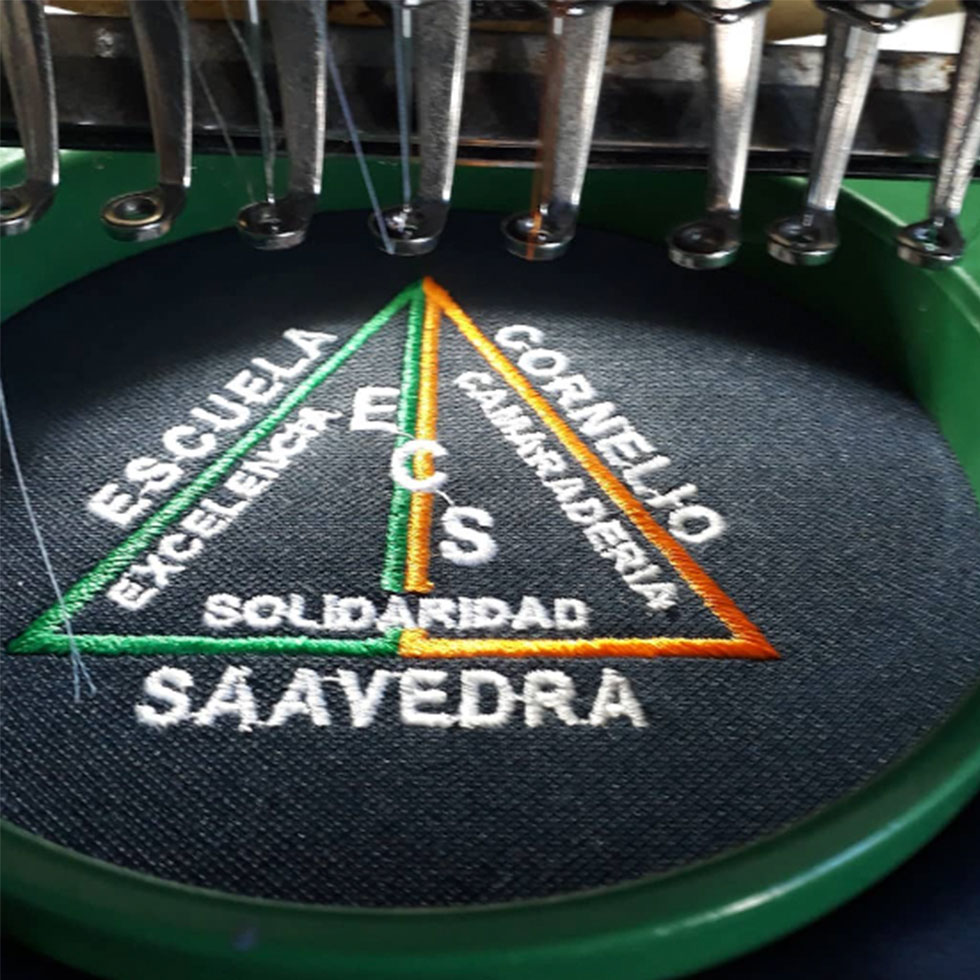 ESCUELA
CORNELIO
EXCELENCIA
CAMARADERIA
E
C
S
SOLIDARIDAD
SAAVEDRA